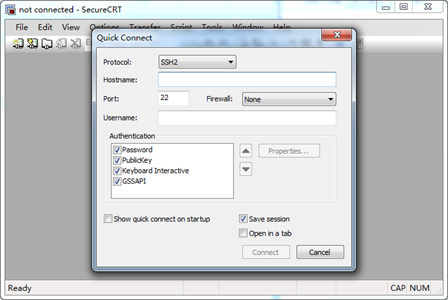 not connected - SecureCRT
File Edit View Options Transfer Script Tools Window Help
Quick Connect
Protocol: SSH2
Hostname:
Port: 22 Firewall: None
Username:
Authentication
Password
PublicKey
Keyboard Interactive
GSSAPI
Properties...
Show quick connect on startup
Save session
Open in a tab
Connect Cancel
Ready CAP NUM